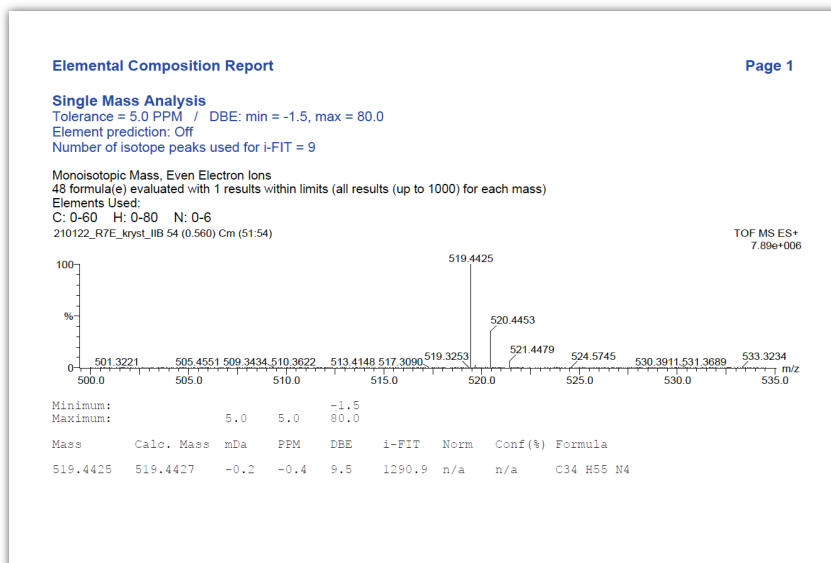 Elemental Composition Report Page 1
Single Mass Analysis
Tolerance = 5.0 PPM / DBE: min = -1.5, max = 80.0
Element prediction: Off
Number of isotope peaks used for i-FIT = 9
Monoisotopic Mass, Even Electron Ions
48 formula(e) evaluated with 1 results within limits (all results (up to 1000) for each mass)
Elements Used:
C: 0-60 H: 0-80 N: 0-6
210122_R7E_kryst_IIB 54 (0.560) Cm (51:54) TOF MS ES+
7.89e+006
519.4425
100
%
520.4453
521.4479
501.3221 505.4551 509.3434 510.3622 513.4148 517.3090 519.3253 524.5745 530.3911 531.3689 533.3234
0
m/z
500.0 505.0 510.0 515.0 520.0 525.0 530.0 535.0
Minimum: -1.5
Maximum: 5.0 5.0 80.0
Mass Calc. Mass mDa PPM DBE i-FIT Norm Conf(%) Formula
519.4425 519.4427 -0.2 -0.4 9.5 1290.9 n/a n/a C34 H55 N4